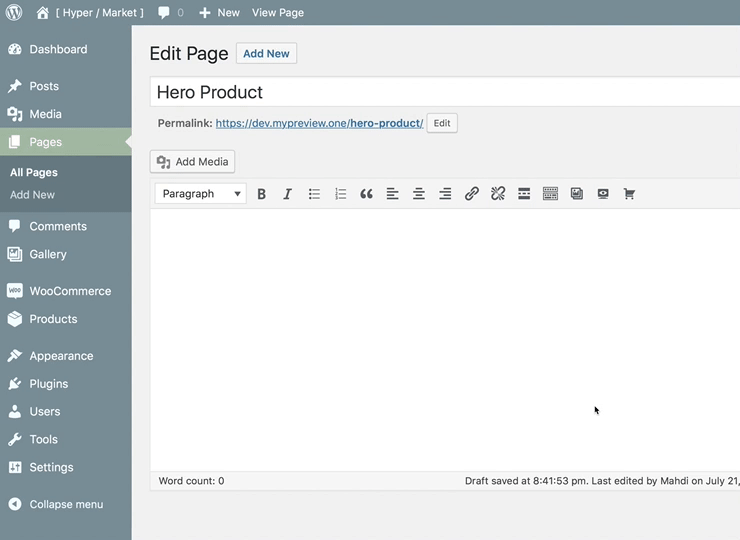 [ Hyper / Market ] 0 New View Page
Dashboard
Posts
Media
Pages
All Pages
Add New
Comments
Gallery
WooCommerce
Products
Appearance
Plugins
Users
Tools
Settings
Collapse menu
Edit Page Add New
Hero Product
Permalink: https://dev.mypreview.one/hero-product/ Edit
Add Media
Paragraph B I
Word count: 0 Draft saved at 8:41:53 pm. Last edited by Mahdi on July 21,